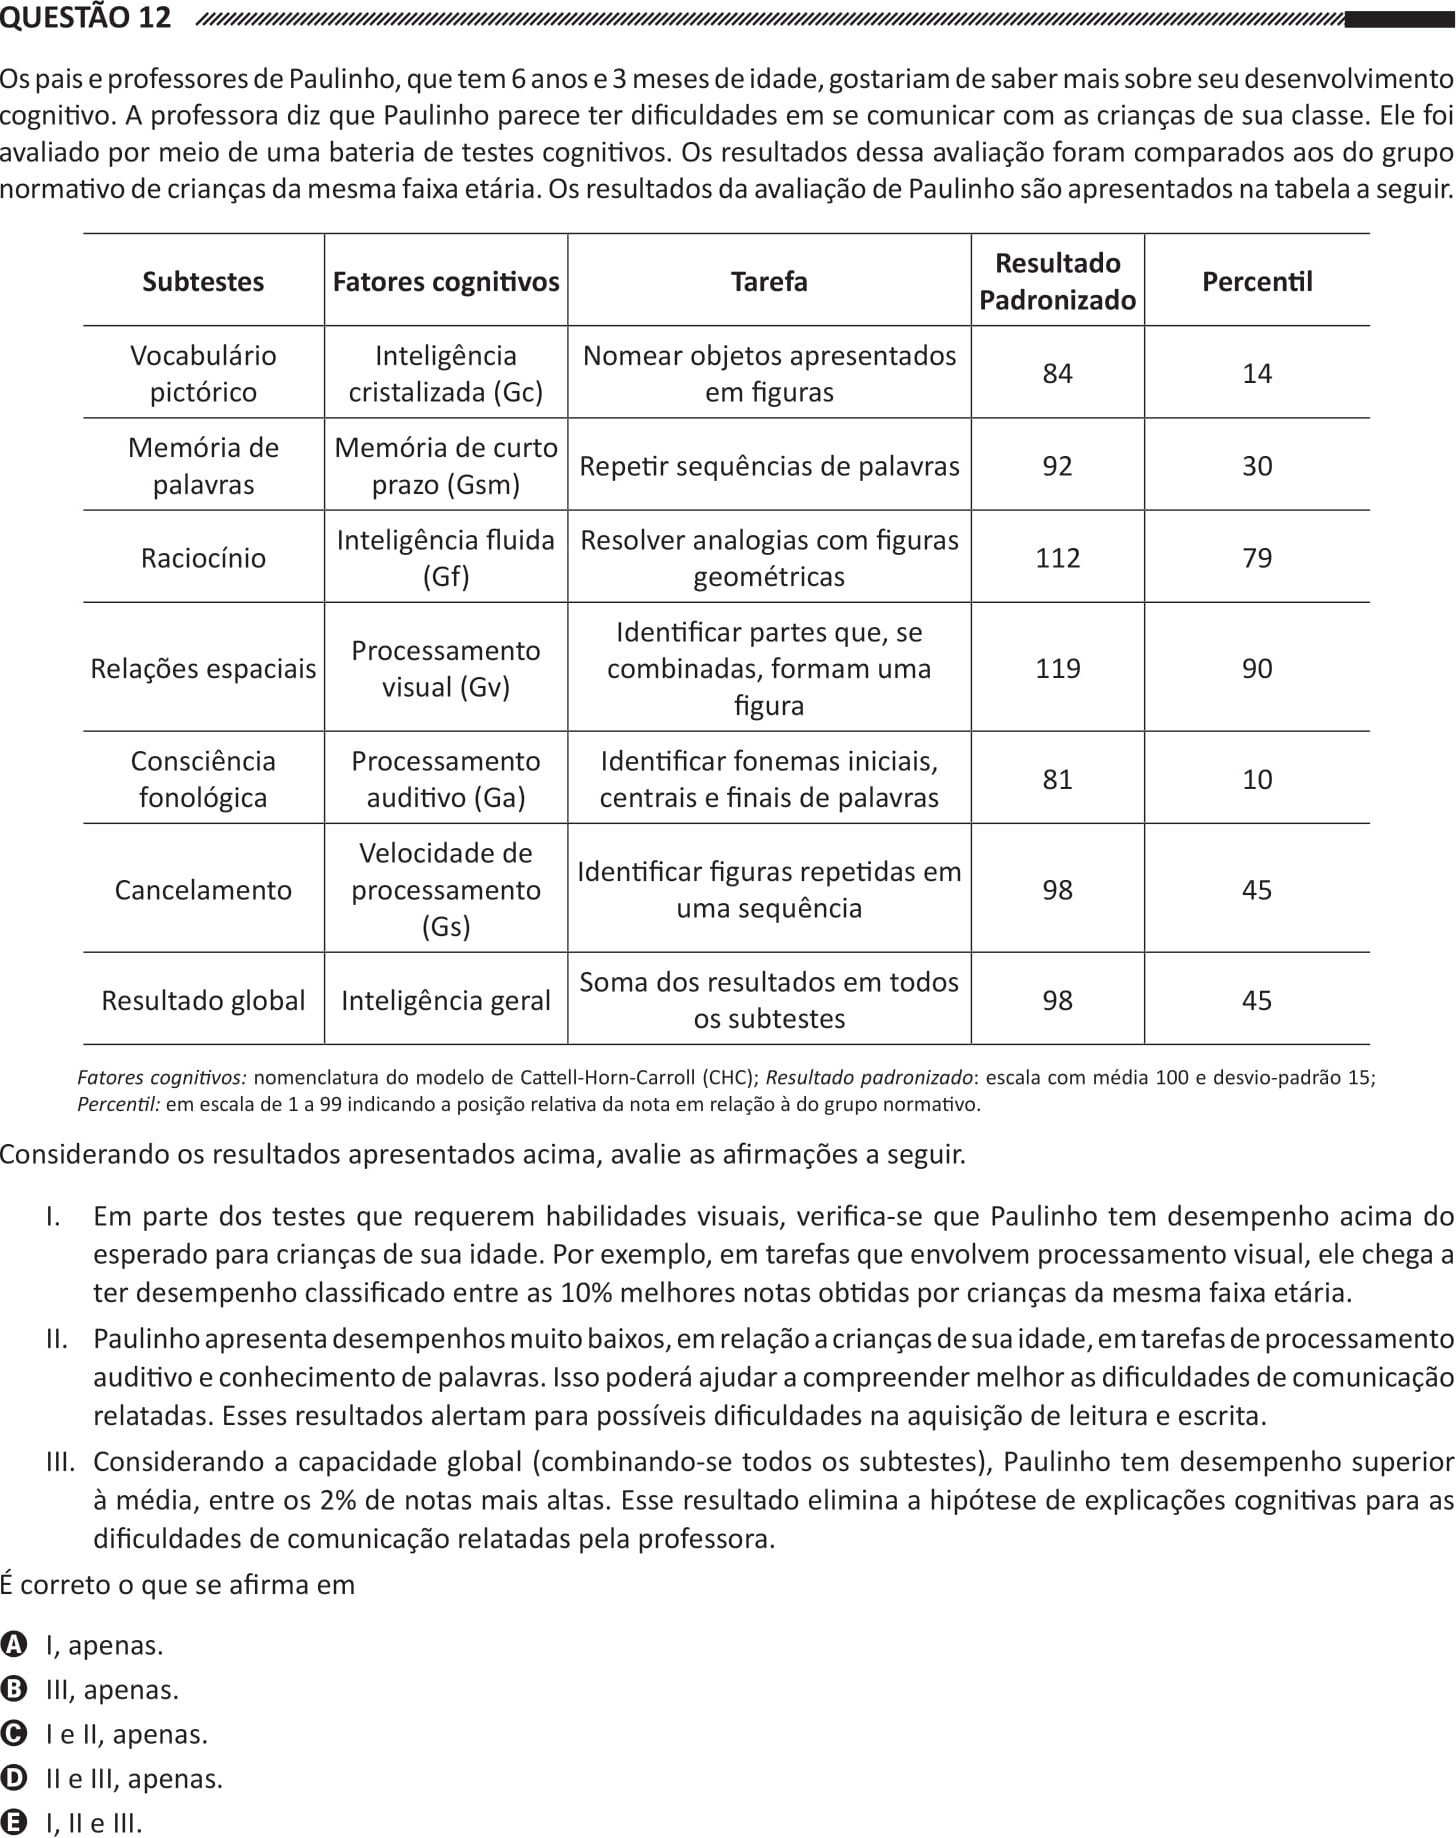 QUESTÃO 12
Os pais e professores de Paulinho, que tem 6 anos e 3 meses de idade, gostariam de saber mais sobre seu desenvolvimento
cognitivo. A professora diz que Paulinho parece ter dificuldades em se comunicar com as crianças de sua classe. Ele foi
avaliado por meio de uma bateria de testes cognitivos. Os resultados dessa avaliação foram comparados aos do grupo
normativo de crianças da mesma faixa etária. Os resultados da avaliação de Paulinho são apresentados na tabela a seguir.
Subtestes Fatores cognitivos Tarefa Resultado Padronizado Percentil
Vocabulário pictórico Inteligência cristalizada (Gc) Nomear objetos apresentados em figuras 84 14
Memória de palavras Memória de curto prazo (Gsm) Repetir sequências de palavras 92 30
Raciocínio Inteligência fluida (Gf) Resolver analogias com figuras geométricas 112 79
Relações espaciais Processamento visual (Gv) Identificar partes que, se combinadas, formam uma figura 119 90
Consciência fonológica Processamento auditivo (Ga) Identificar fonemas iniciais, centrais e finais de palavras 81 10
Cancelamento Velocidade de processamento (Gs) Identificar figuras repetidas em uma sequência 98 45
Resultado global Inteligência geral Soma dos resultados em todos os subtestes 98 45
Fatores cognitivos: nomenclatura do modelo de Cattell-Horn-Carroll (CHC); Resultado padronizado: escala com média 100 e desvio-padrão 15;
Percentil: em escala de 1 a 99 indicando a posição relativa da nota em relação à do grupo normativo.
Considerando os resultados apresentados acima, avalie as afirmações a seguir.
I. Em parte dos testes que requerem habilidades visuais, verifica-se que Paulinho tem desempenho acima do
esperado para crianças de sua idade. Por exemplo, em tarefas que envolvem processamento visual, ele chega a
ter desempenho classificado entre as 10% melhores notas obtidas por crianças da mesma faixa etária.
II. Paulinho apresenta desempenhos muito baixos, em relação a crianças de sua idade, em tarefas de processamento
auditivo e conhecimento de palavras. Isso poderá ajudar a compreender melhor as dificuldades de comunicação
relatadas. Esses resultados alertam para possíveis dificuldades na aquisição de leitura e escrita.
III. Considerando a capacidade global (combinando-se todos os subtestes), Paulinho tem desempenho superior
à média, entre os 2% de notas mais altas. Esse resultado elimina a hipótese de explicações cognitivas para as
dificuldades de comunicação relatadas pela professora.
É correto o que se afirma em
A I, apenas.
B III, apenas.
C I e II, apenas.
D II e III, apenas.
E I, II e III.